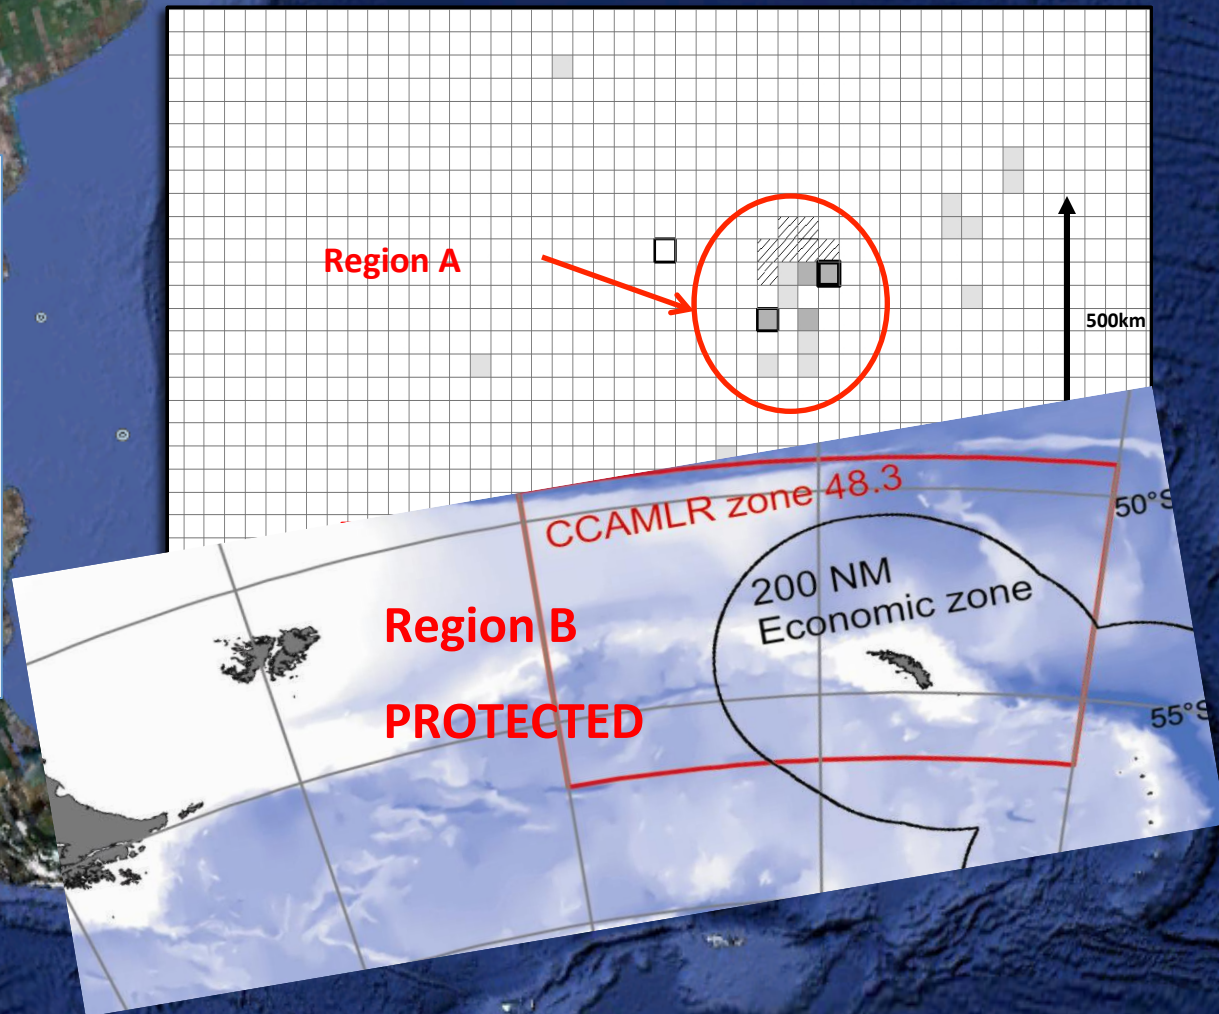 Region A
500km
CCAMLR zone 48.3
50°S
200 NM
Economic zone
Region B
PROTECTED
55°S